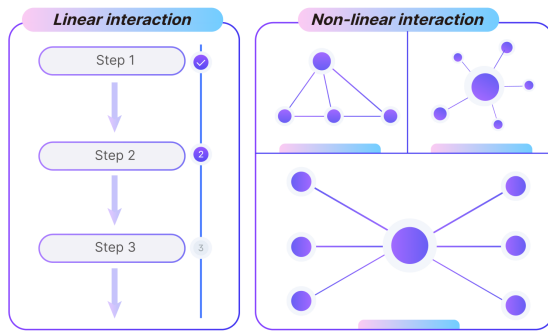 Linear interaction
Step 1
Step 2
2
Step 3
3
Non-linear interaction